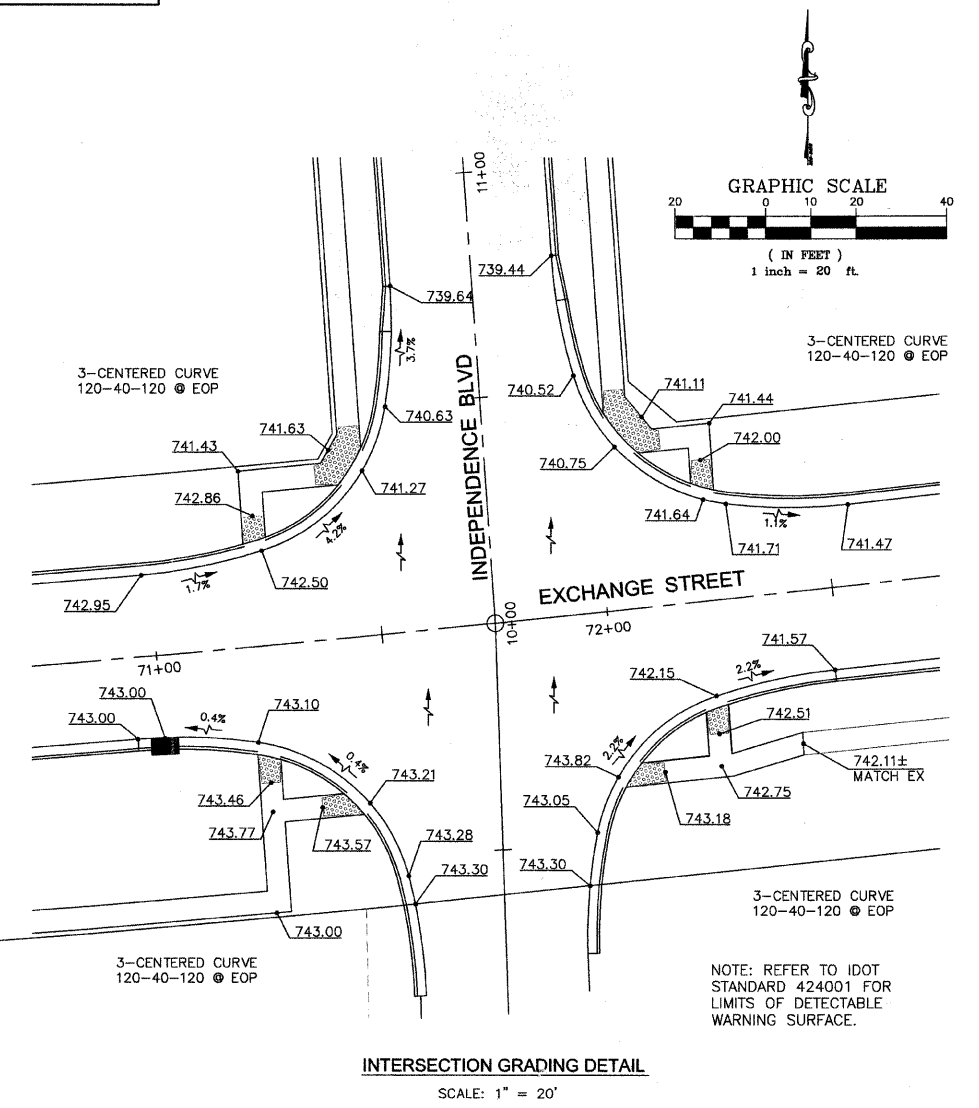 GRAPHIC SCALE
20 0 10 20 40
( IN FEET )
1 inch = 20 ft.
11+00
739.44
739.64
3.7%
3-CENTERED CURVE
120-40-120 @ EOP
3-CENTERED CURVE
120-40-120 @ EOP
INDEPENDENCE BLVD
740.52
741.11
741.44
740.63
741.63
741.43
742.00
740.75
742.86
741.27
4.2%
741.64
1.1%
741.71
741.47
742.50
742.95
1.7%
EXCHANGE STREET
10+00
72+00
71+00
741.57
742.15
2.2%
743.00
743.00
0.4%
743.10
742.51
2.2%
0.4%
743.82
742.11±
MATCH EX
743.21
743.46
742.75
743.05
743.18
743.77
743.57
743.28
743.30
743.30
743.00
3-CENTERED CURVE
120-40-120 @ EOP
3-CENTERED CURVE
120-40-120 @ EOP
NOTE: REFER TO IDOT
STANDARD 424001 FOR
LIMITS OF DETECTABLE
WARNING SURFACE.
INTERSECTION GRADING DETAIL
SCALE: 1" = 20'